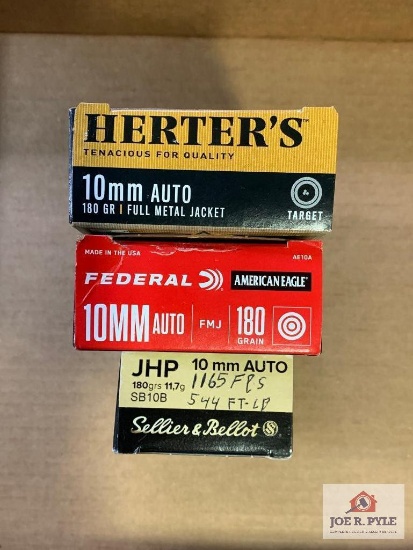 HERTER'S
TENACIOUS FOR QUALITY
10mm AUTO
180 GR | FULL METAL JACKET
TARGET
MADE IN THE USA
AE10A
FEDERAL
AMERICAN EAGLE
10MM AUTO
FMJ
180
GRAIN
JHP
10 mm AUTO
180grs 11,7g
1165 FPS
SB10B
544 FT-LB
Sellier & Bellot
S
JOE R. PYLE